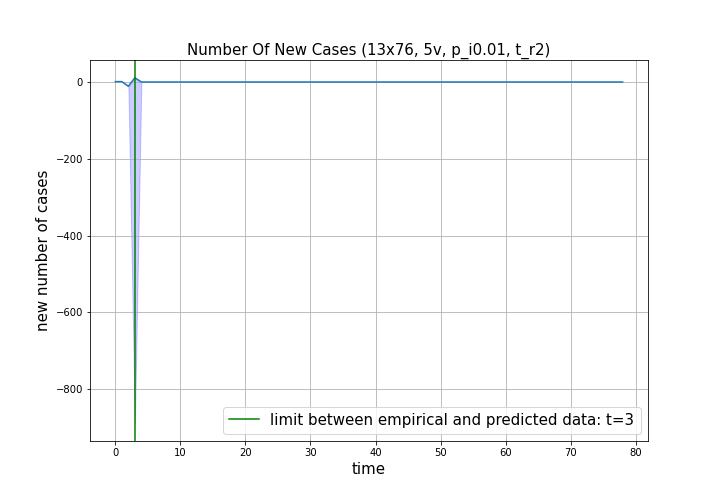 Number Of New Cases (13x76, 5v, p_i0.01, t_r2)
new number of cases
0
−200
−400
−600
−800
limit between empirical and predicted data: t=3
0 10 20 30 40 50 60 70 80
time